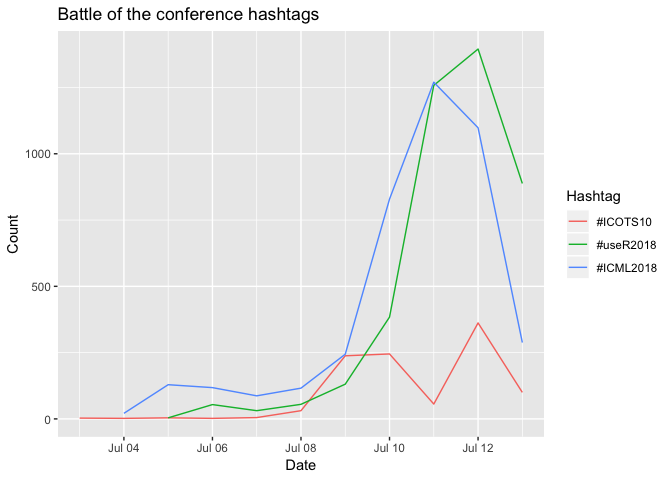 Battle of the conference hashtags
Count
1000
500
0
Jul 04 Jul 06 Jul 08 Jul 10 Jul 12
Date
Hashtag
#ICOTS10
#useR2018
#ICML2018